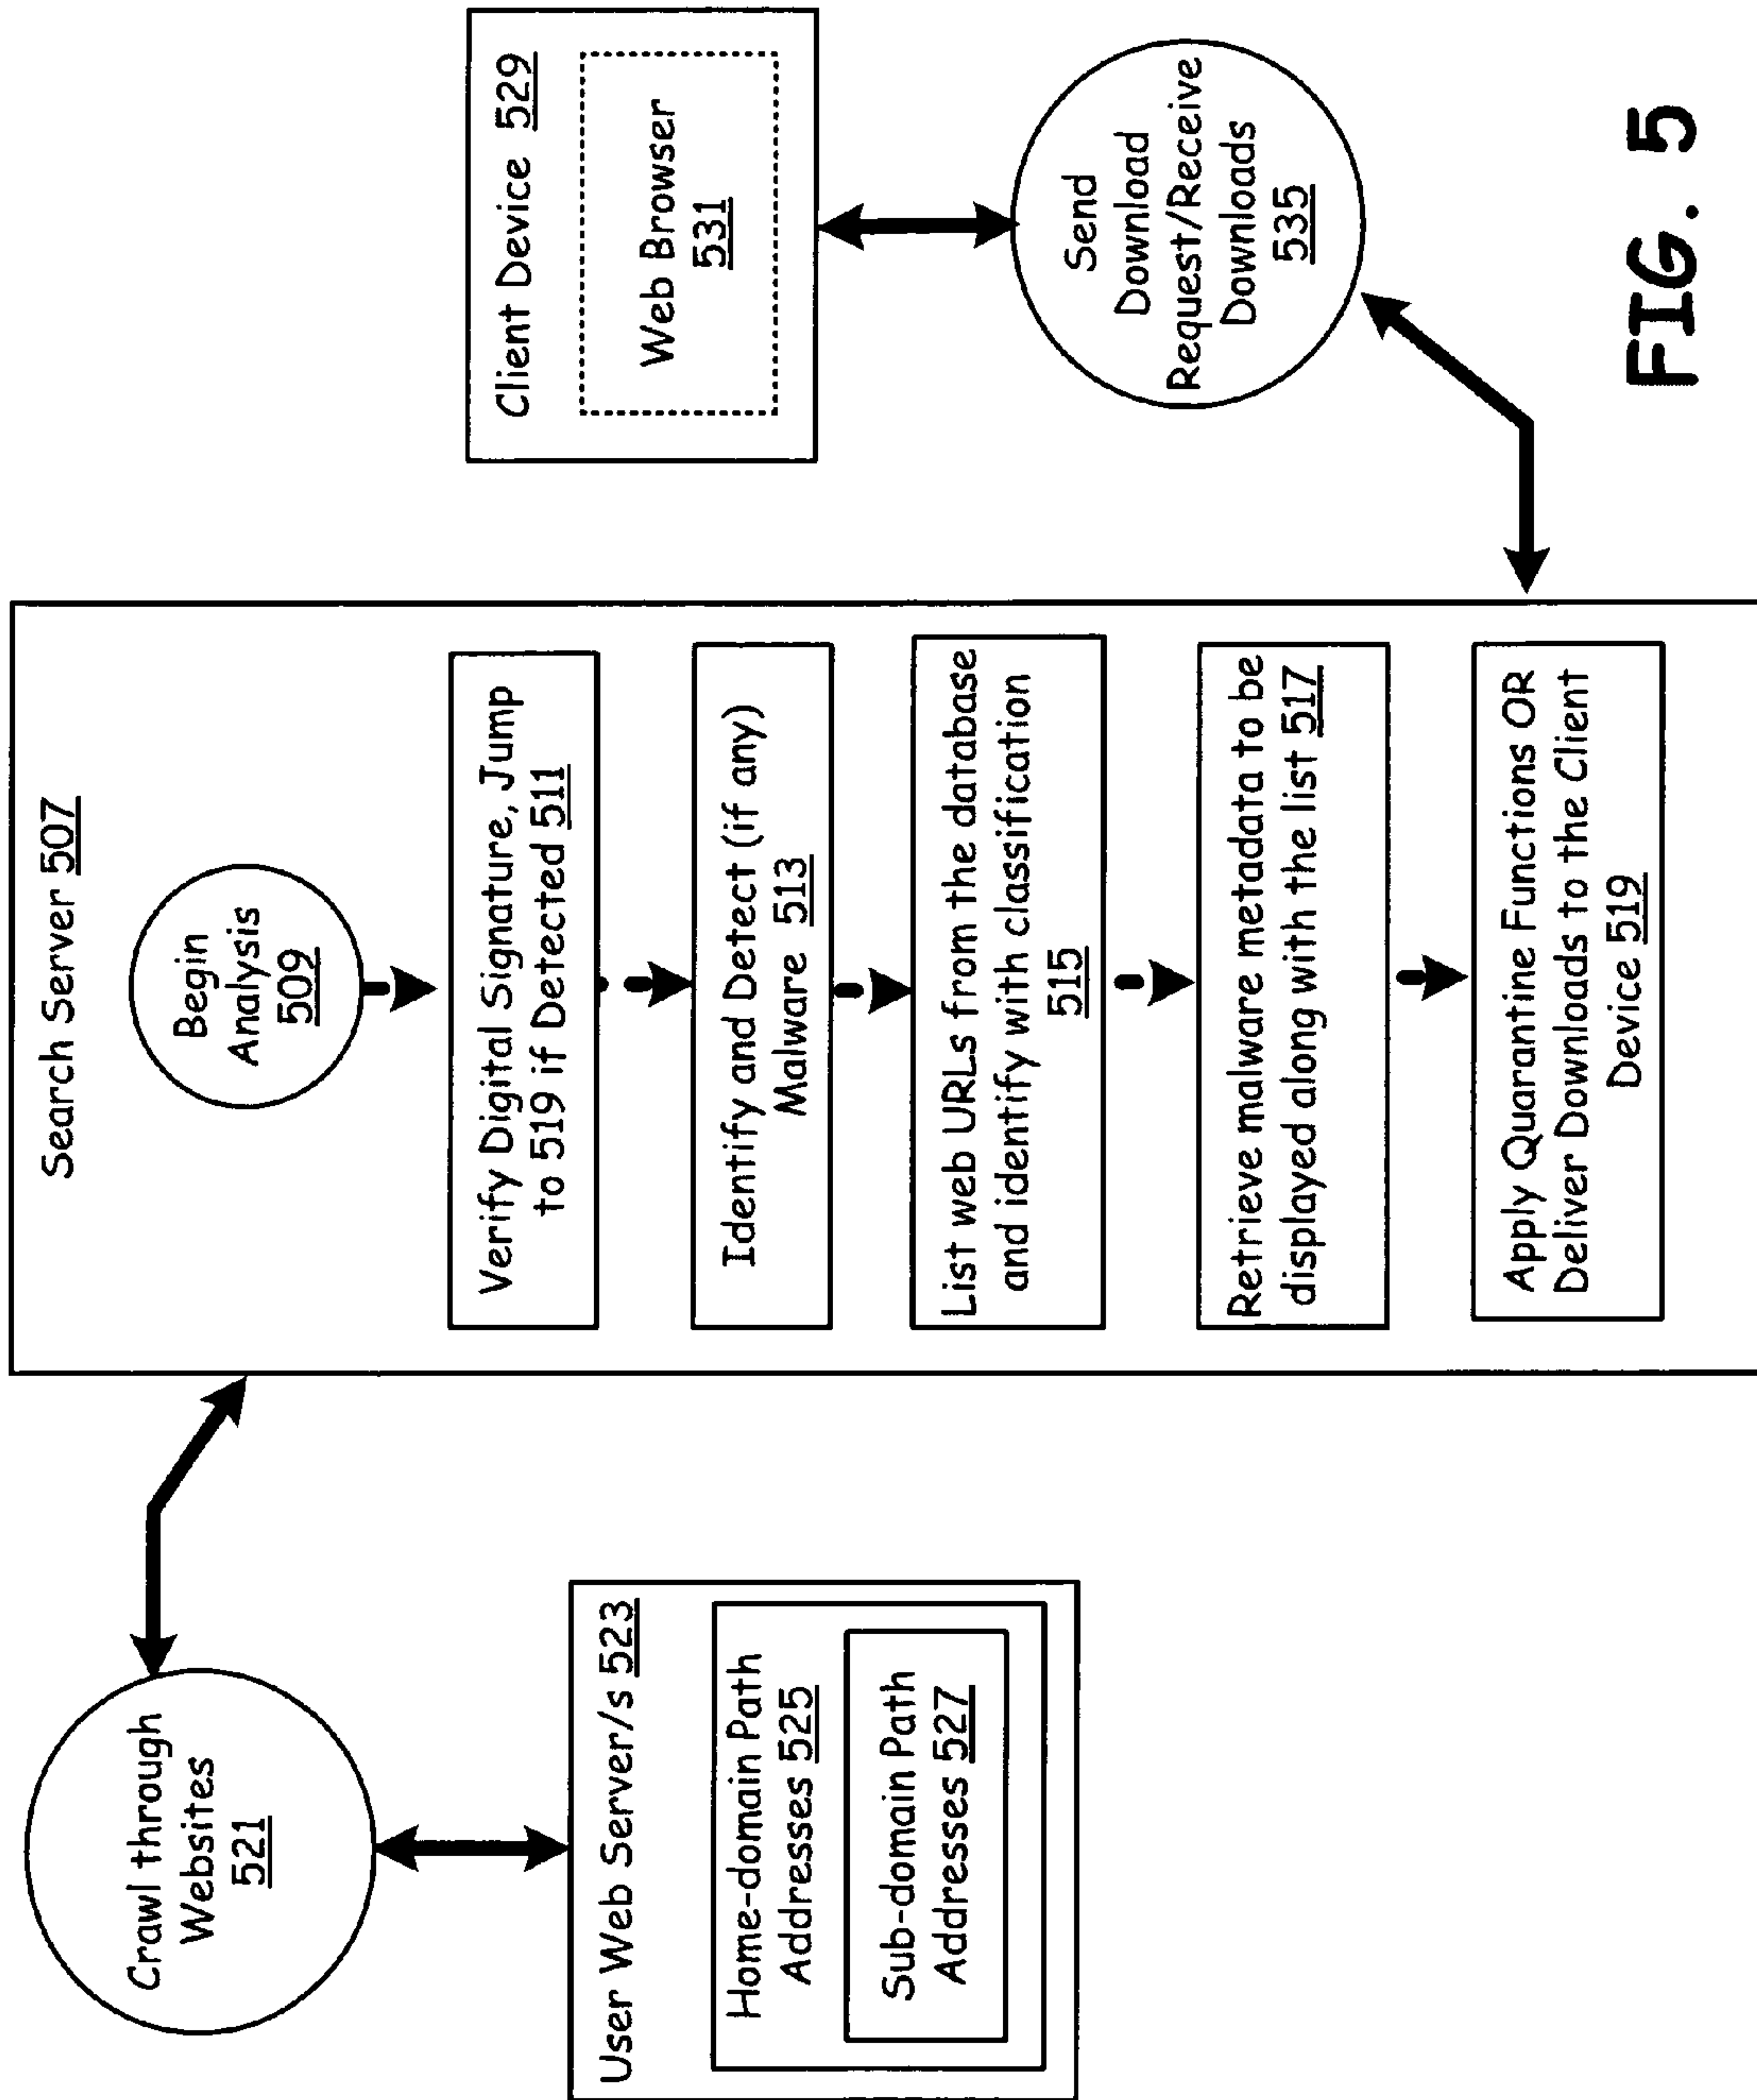 Crawl through
Websites
521
User Web Server/s 523
Home-domain Path
Addresses 525
Sub-domain Path
Addresses 527
Search Server 507
Begin
Analysis
509
Verify Digital Signature, Jump
to 519 if Detected 511
Identify and Detect (if any)
Malware 513
List web URLs from the database
and identify with classification
515
Retrieve malware metadata to be
displayed along with the list 517
Apply Quarantine Functions OR
Deliver Downloads to the Client
Device 519
Client Device 529
Web Browser
531
Send
Download
Request/Receive
Downloads
535
FIG. 5